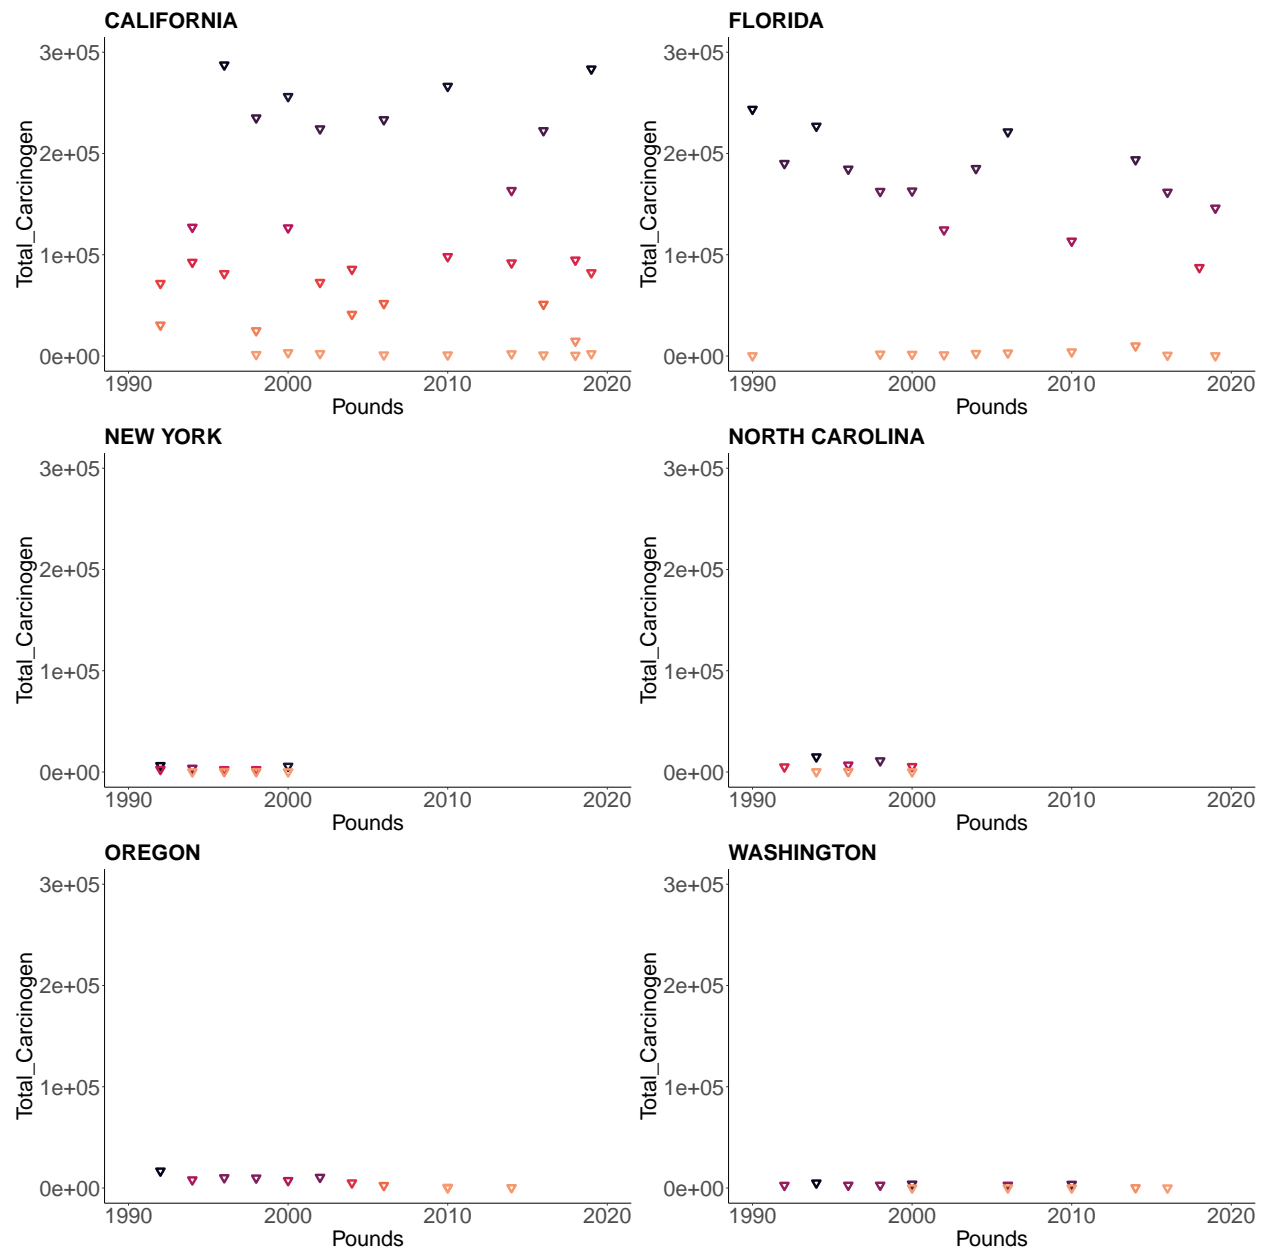 CALIFORNIA
Total_Carcinogen
3e+05
2e+05
1e+05
0e+00
1990 2000 2010 2020
Pounds
FLORIDA
Total_Carcinogen
3e+05
2e+05
1e+05
0e+00
1990 2000 2010 2020
Pounds
NEW YORK
Total_Carcinogen
3e+05
2e+05
1e+05
0e+00
1990 2000 2010 2020
Pounds
NORTH CAROLINA
Total_Carcinogen
3e+05
2e+05
1e+05
0e+00
1990 2000 2010 2020
Pounds
OREGON
Total_Carcinogen
3e+05
2e+05
1e+05
0e+00
1990 2000 2010 2020
Pounds
WASHINGTON
Total_Carcinogen
3e+05
2e+05
1e+05
0e+00
1990 2000 2010 2020
Pounds